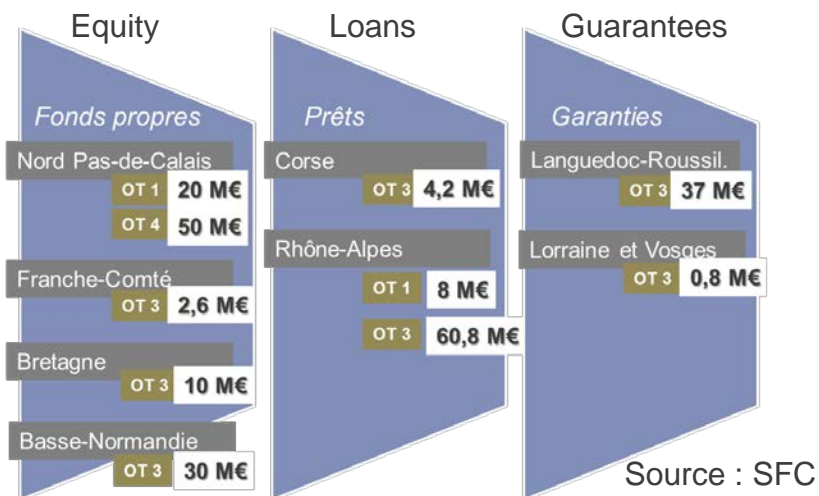 Equity
Fonds propres
Nord Pas-de-Calais
OT 1 20 M€
OT 4 50 M€
Franche-Comté
OT 3 2,6 M€
Bretagne
OT 3 10 M€
Basse-Normandie
OT 3 30 M€
Loans
Prêts
Corse
OT 3 4,2 M€
Rhône-Alpes
OT 1 8 M€
OT 3 60,8 M€
Guarantees
Garanties
Languedoc-Roussil.
OT 3 37 M€
Lorraine et Vosges
OT 3 0,8 M€
Source : SFC